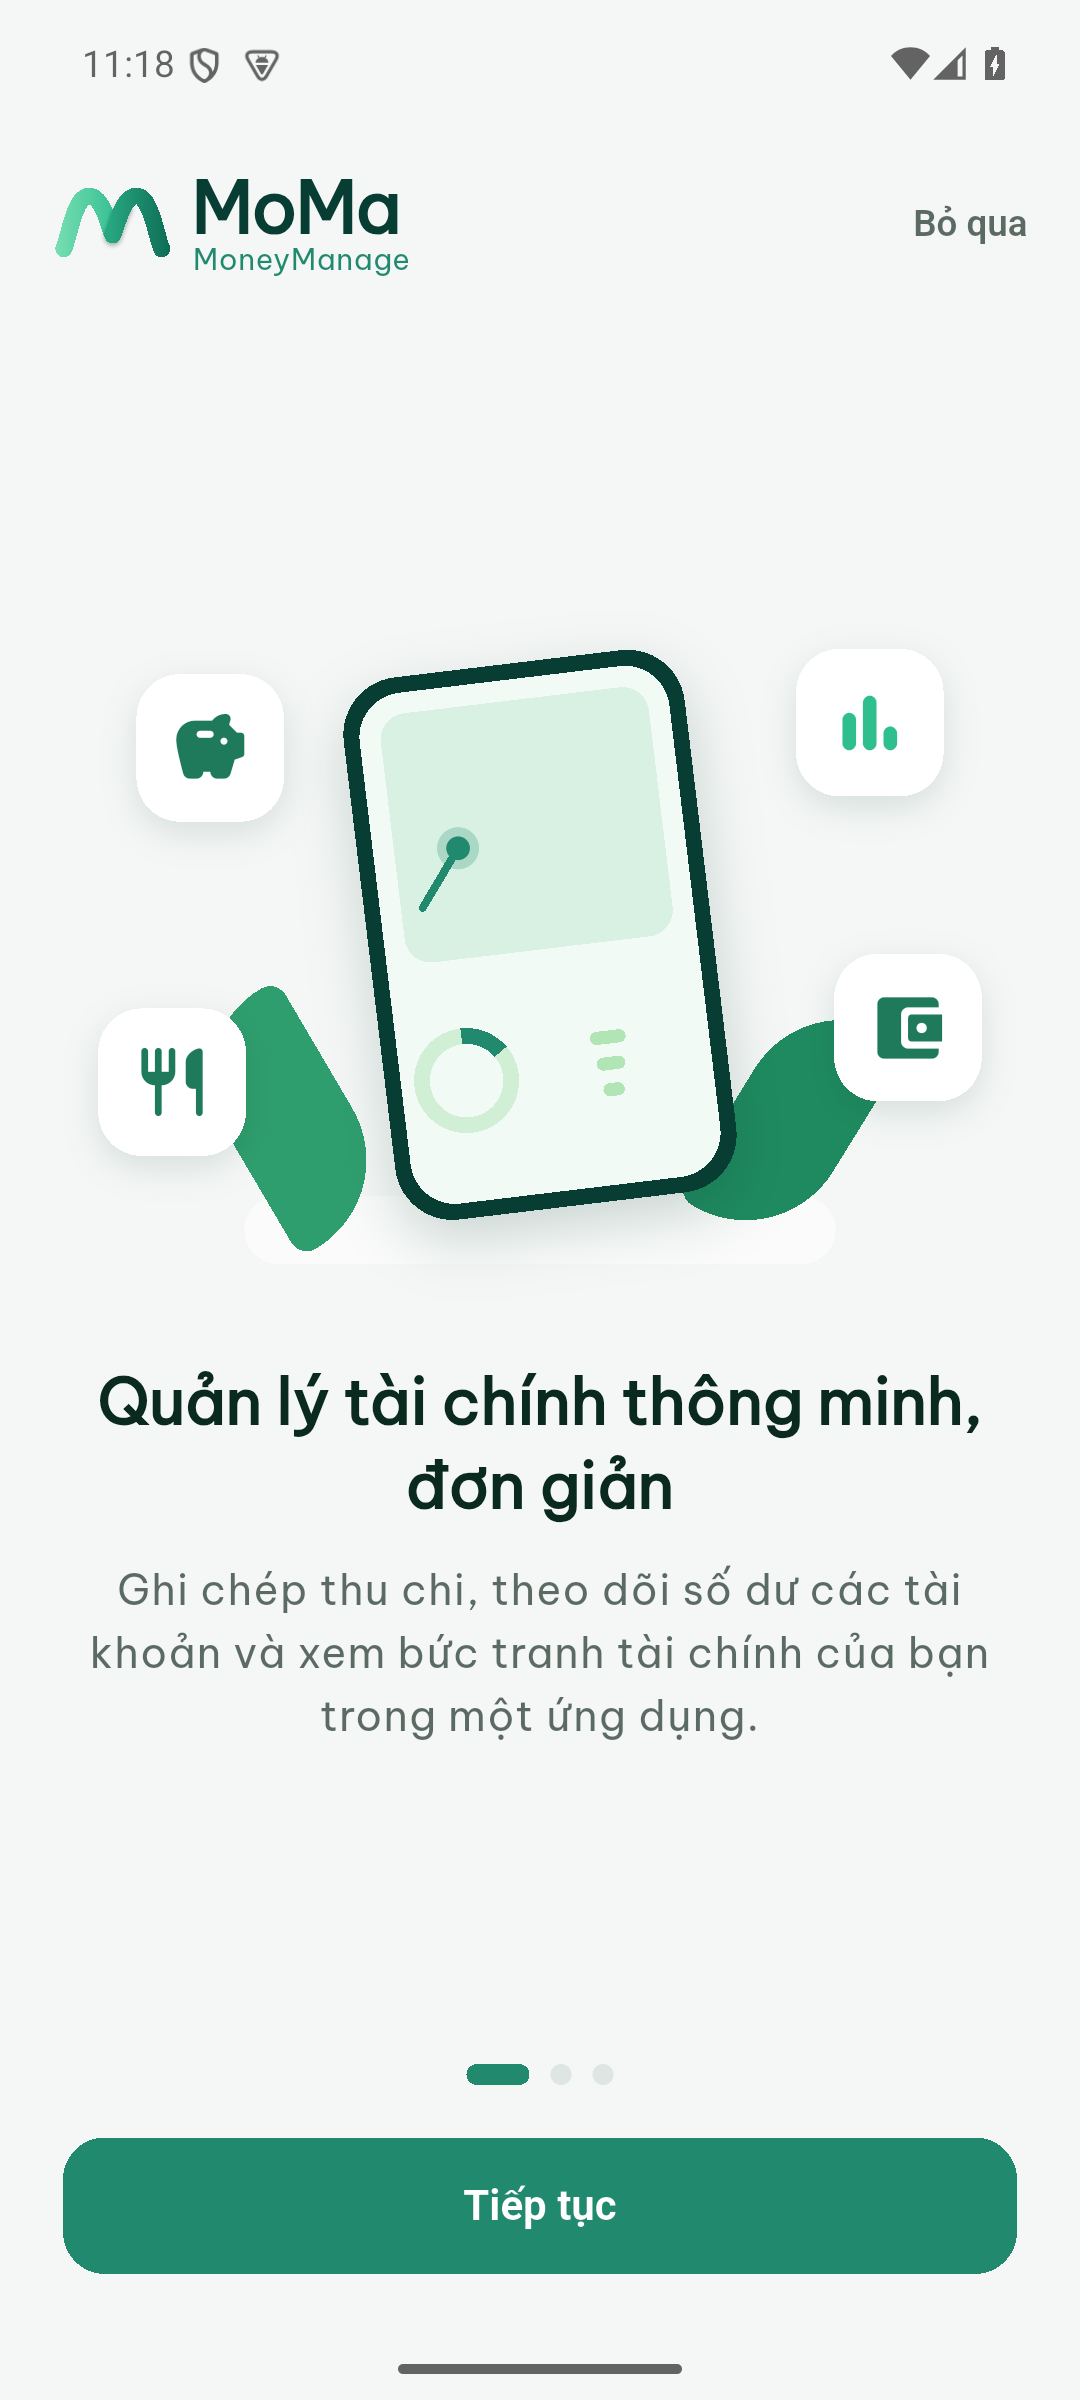 11:18
MoMa
MoneyManage
Bỏ qua
Quản lý tài chính thông minh,
đơn giản
Ghi chép thu chi, theo dõi số dư các tài
khoản và xem bức tranh tài chính của bạn
trong một ứng dụng.
Tiếp tục